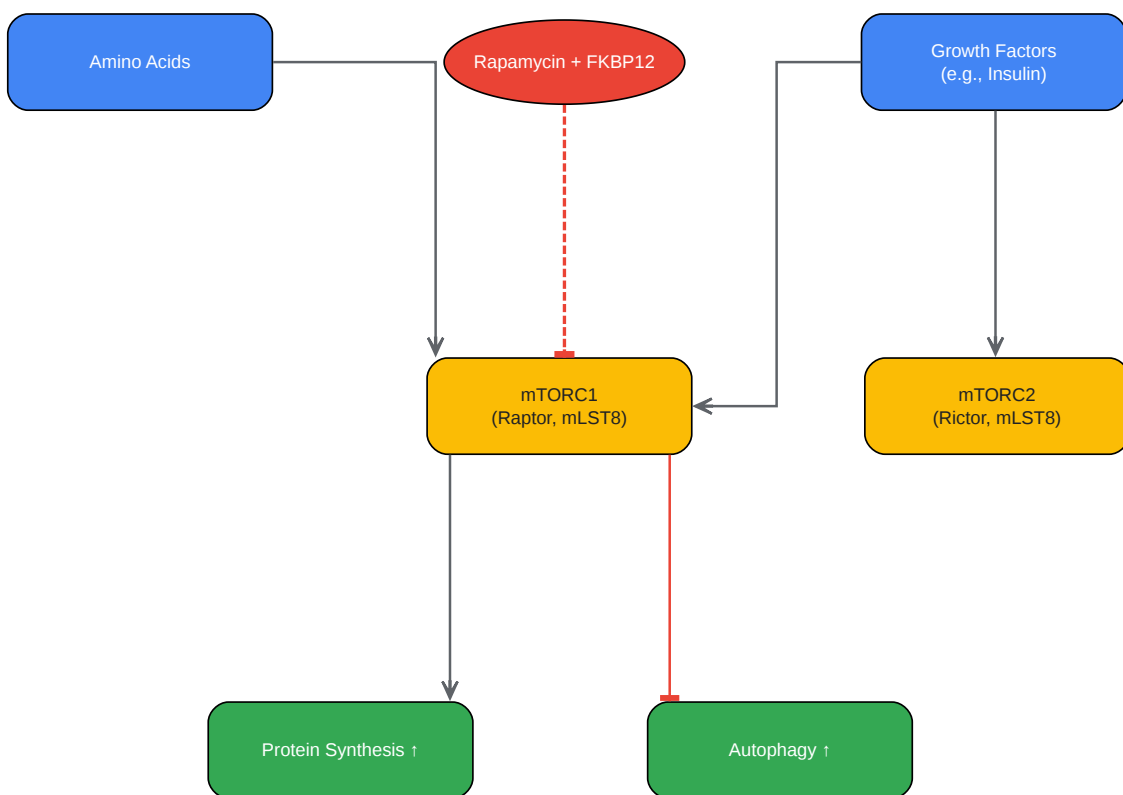 Amino Acids
Rapamycin + FKBP12
Growth Factors
(e.g., Insulin)
mTORC1
(Raptor, mLST8)
mTORC2
(Rictor, mLST8)
Protein Synthesis ↑
Autophagy ↑